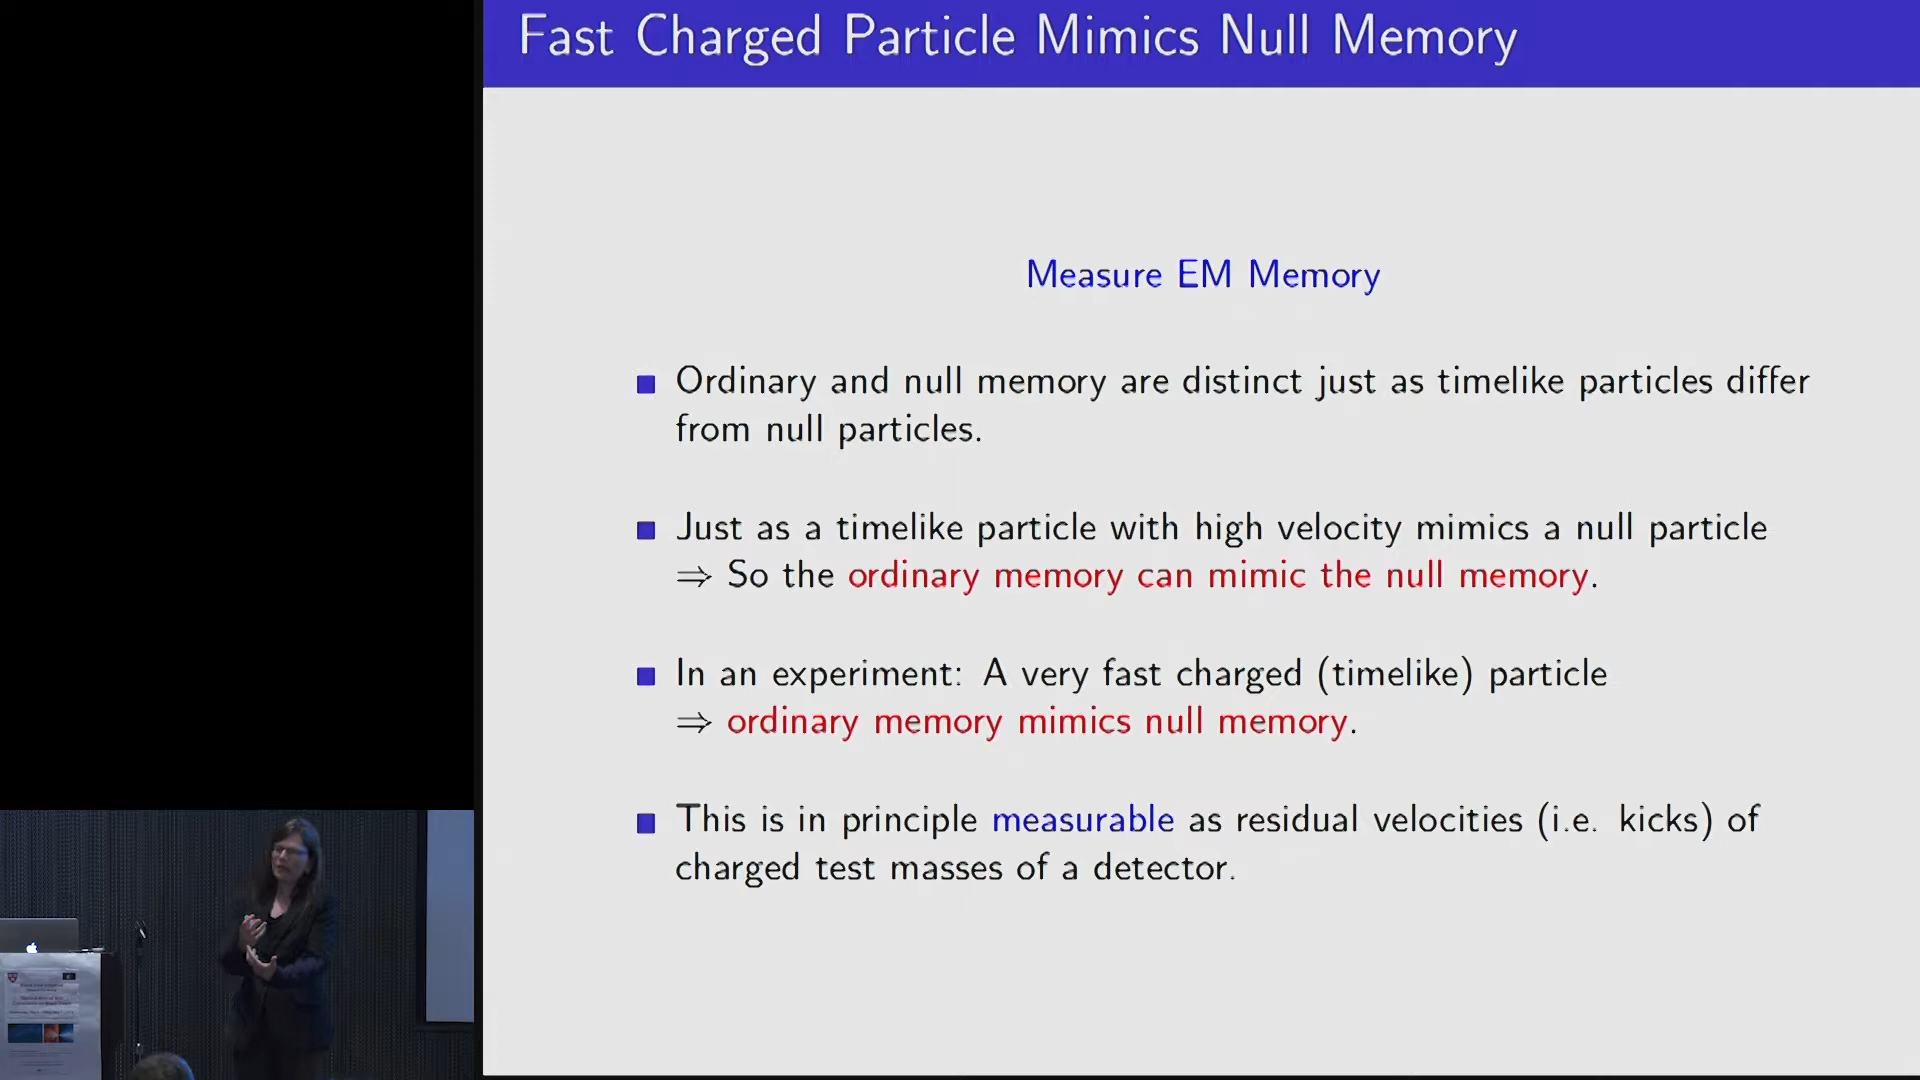 Fast Charged Particle Mimics Null Memory
Measure EM Memory
Ordinary and null memory are distinct just as timelike particles differ
from null particles.
Just as a timelike particle with high velocity mimics a null particle
⇒ So the ordinary memory can mimic the null memory.
In an experiment: A very fast charged (timelike) particle
⇒ ordinary memory mimics null memory.
This is in principle measurable as residual velocities (i.e. kicks) of
charged test masses of a detector.